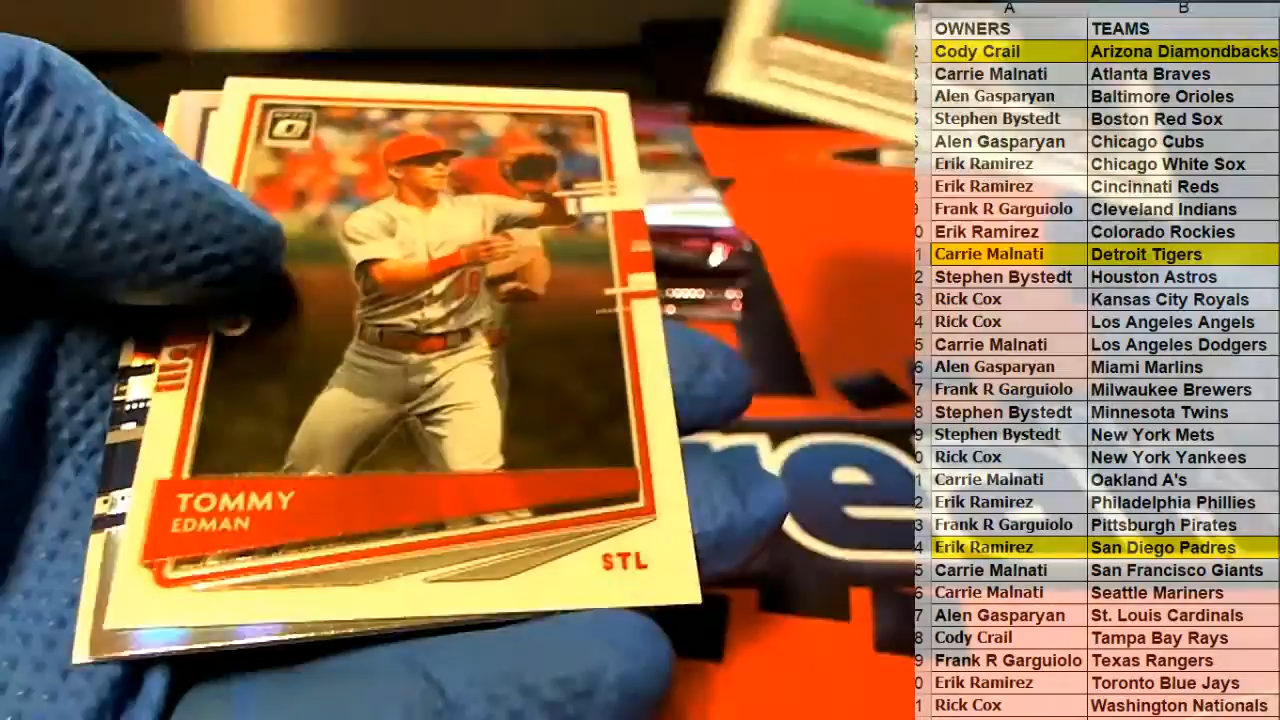 TOMMY
EDMAN
STL
A B
OWNERS TEAMS
Cody Crail Arizona Diamondbacks
Carrie Malnati Atlanta Braves
Alen Gasparyan Baltimore Orioles
Stephen Bystedt Boston Red Sox
Alen Gasparyan Chicago Cubs
Erik Ramirez Chicago White Sox
Erik Ramirez Cincinnati Reds
Frank R Garguiolo Cleveland Indians
Erik Ramirez Colorado Rockies
Carrie Malnati Detroit Tigers
Stephen Bystedt Houston Astros
Rick Cox Kansas City Royals
Rick Cox Los Angeles Angels
Carrie Malnati Los Angeles Dodgers
Alen Gasparyan Miami Marlins
Frank R Garguiolo Milwaukee Brewers
Stephen Bystedt Minnesota Twins
Stephen Bystedt New York Mets
Rick Cox New York Yankees
Carrie Malnati Oakland A's
Erik Ramirez Philadelphia Phillies
Frank R Garguiolo Pittsburgh Pirates
Erik Ramirez San Diego Padres
Carrie Malnati San Francisco Giants
Carrie Malnati Seattle Mariners
Alen Gasparyan St. Louis Cardinals
Cody Crail Tampa Bay Rays
Frank R Garguiolo Texas Rangers
Erik Ramirez Toronto Blue Jays
Rick Cox Washington Nationals